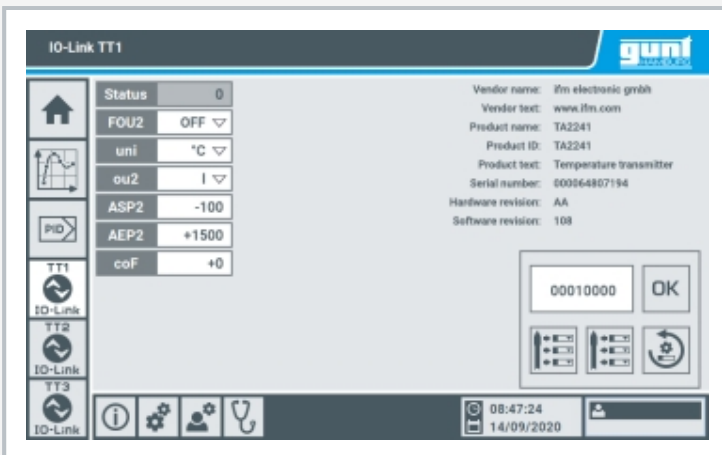 IO-Link TT1
gunt
HAMBURG
Status 0
FOU2 OFF
uni °C
ou2 I
ASP2 -100
AEP2 +1500
coF +0
Vendor name: ifm electronic gmbh
Vendor text: www.ifm.com
Product name: TA2241
Product ID: TA2241
Product text: Temperature transmitter
Serial number: 000064807194
Hardware revision: AA
Software revision: 108
PID
TT1
IO-Link
TT2
IO-Link
TT3
IO-Link
00010000 OK
08:47:24
14/09/2020